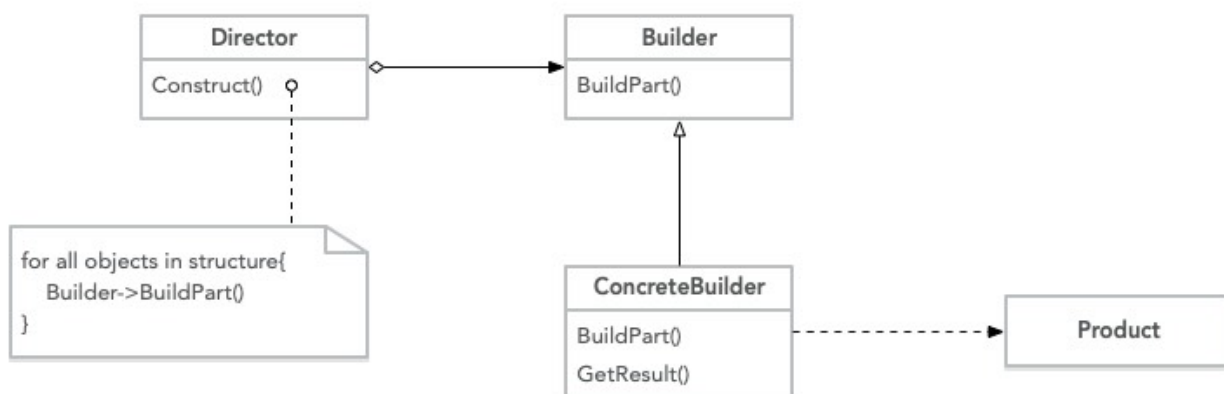 Director
Construct()
Builder
BuildPart()
for all objects in structure{
Builder->BuildPart()
}
ConcreteBuilder
BuildPart()
GetResult()
Product